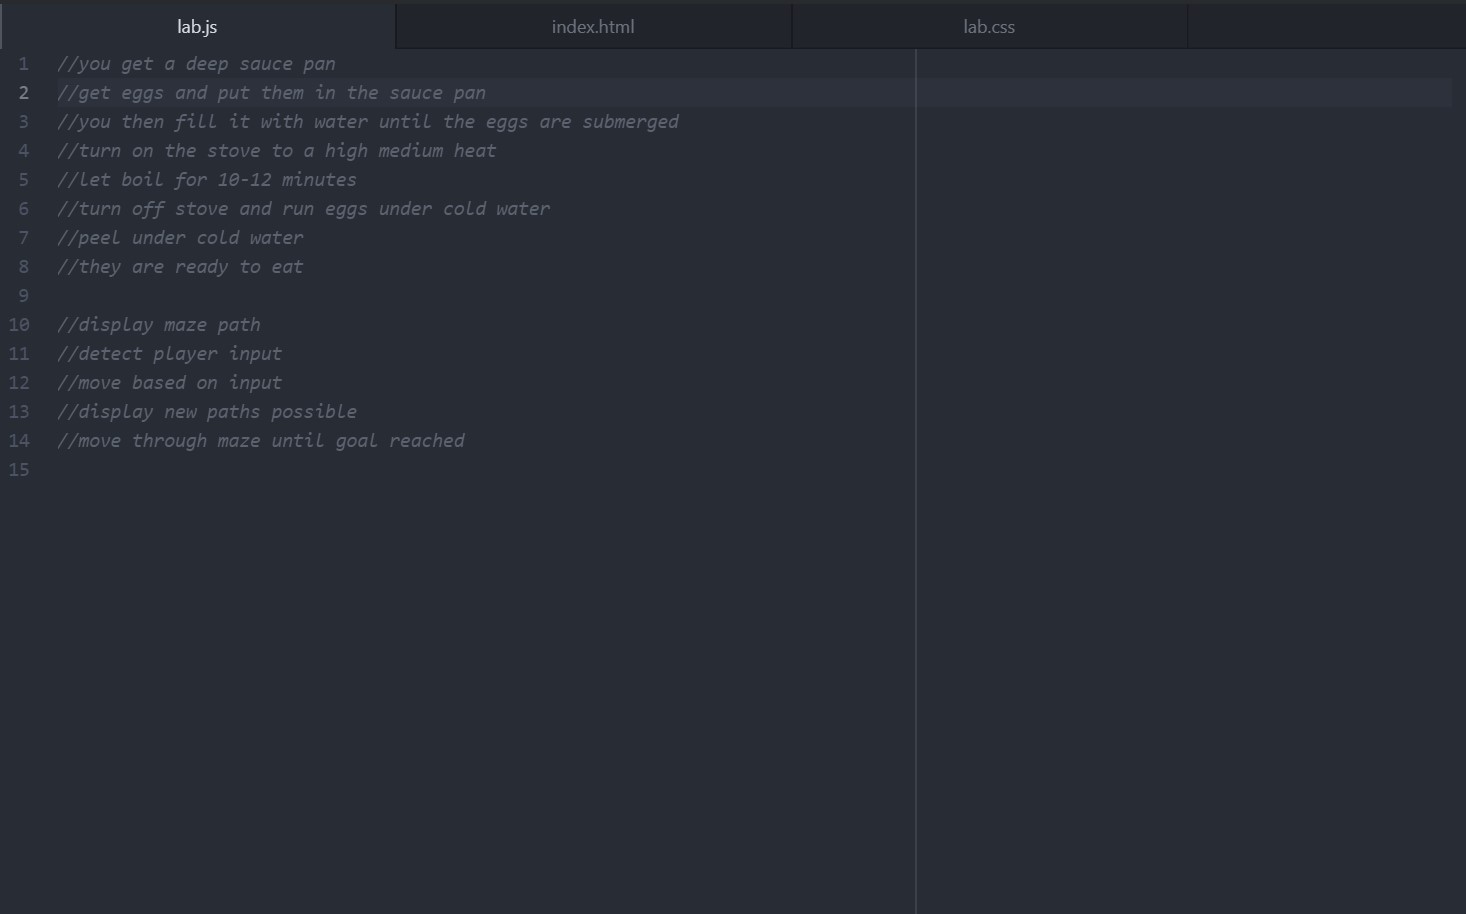 lab.js index.html lab.css
1 //you get a deep sauce pan
2 //get eggs and put them in the sauce pan
3 //you then fill it with water until the eggs are submerged
4 //turn on the stove to a high medium heat
5 //let boil for 10-12 minutes
6 //turn off stove and run eggs under cold water
7 //peel under cold water
8 //they are ready to eat
9
10 //display maze path
11 //detect player input
12 //move based on input
13 //display new paths possible
14 //move through maze until goal reached
15